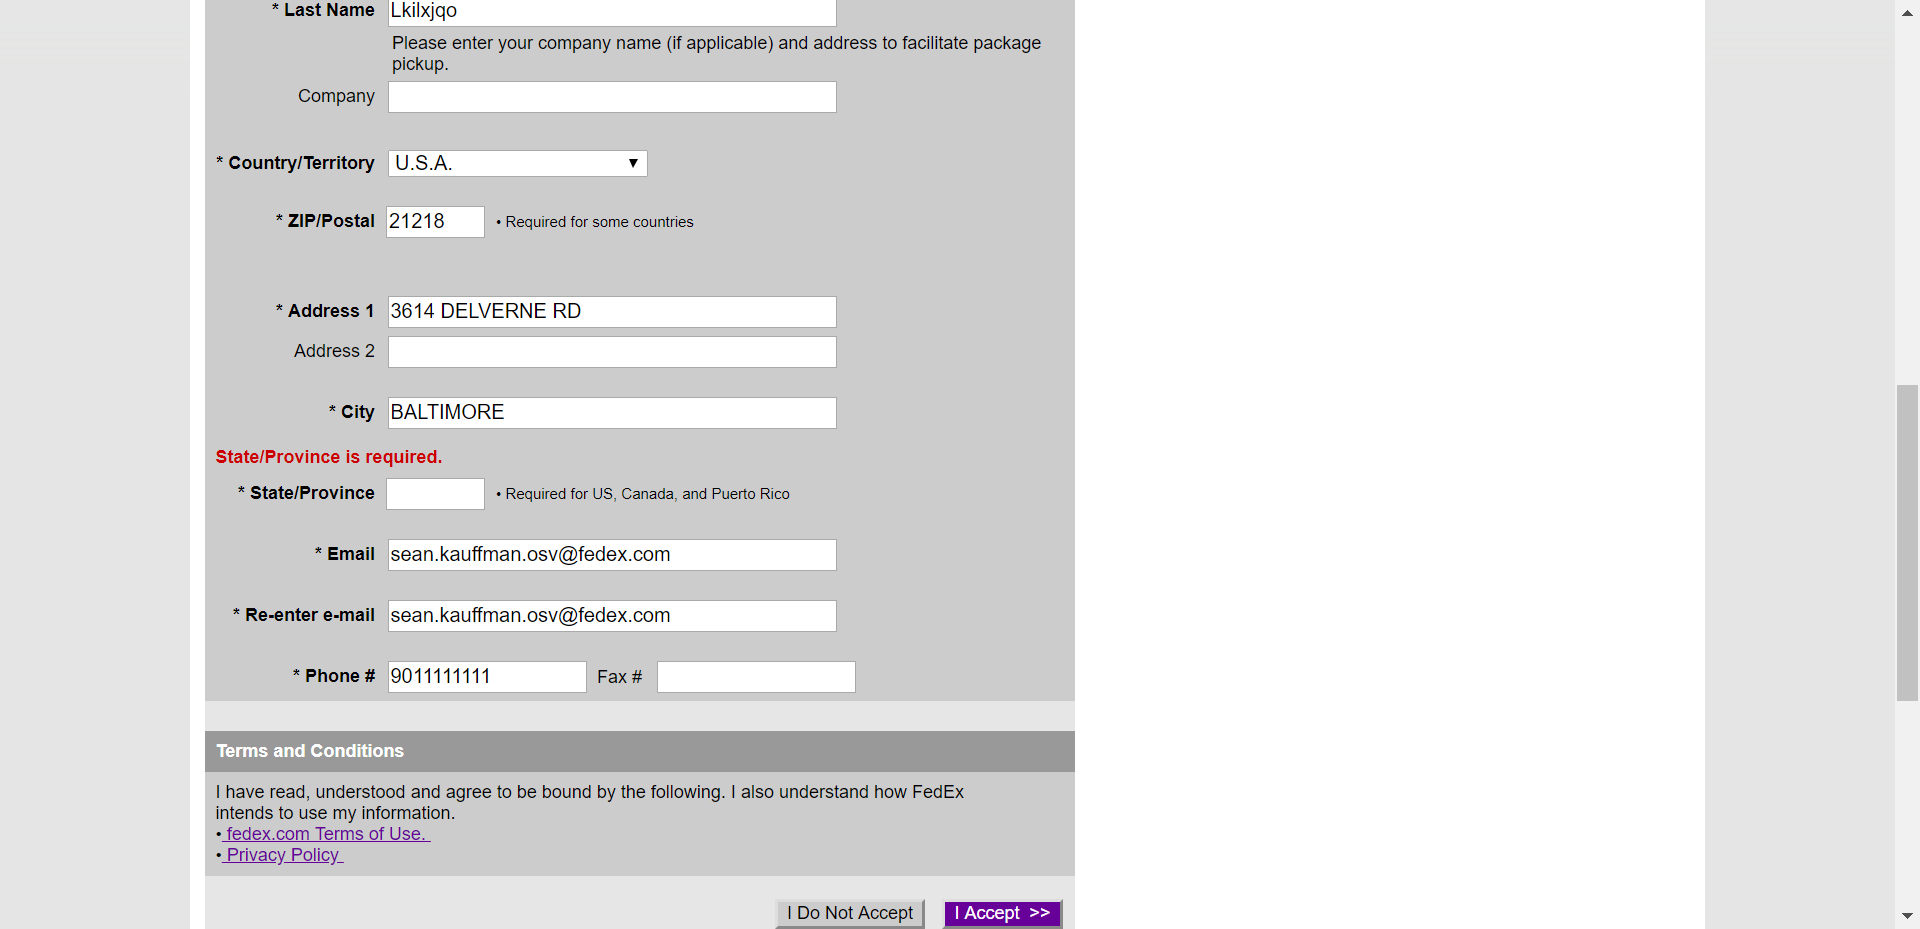 * Last Name Lkilxjqo
Please enter your company name (if applicable) and address to facilitate package
pickup.
Company
* Country/Territory U.S.A.
* ZIP/Postal 21218 • Required for some countries
* Address 1 3614 DELVERNE RD
Address 2
* City BALTIMORE
State/Province is required.
* State/Province • Required for US, Canada, and Puerto Rico
* Email sean.kauffman.osv@fedex.com
* Re-enter e-mail sean.kauffman.osv@fedex.com
* Phone # 9011111111 Fax #
Terms and Conditions
I have read, understood and agree to be bound by the following. I also understand how FedEx
intends to use my information.
• fedex.com Terms of Use.
• Privacy Policy
I Do Not Accept I Accept >>